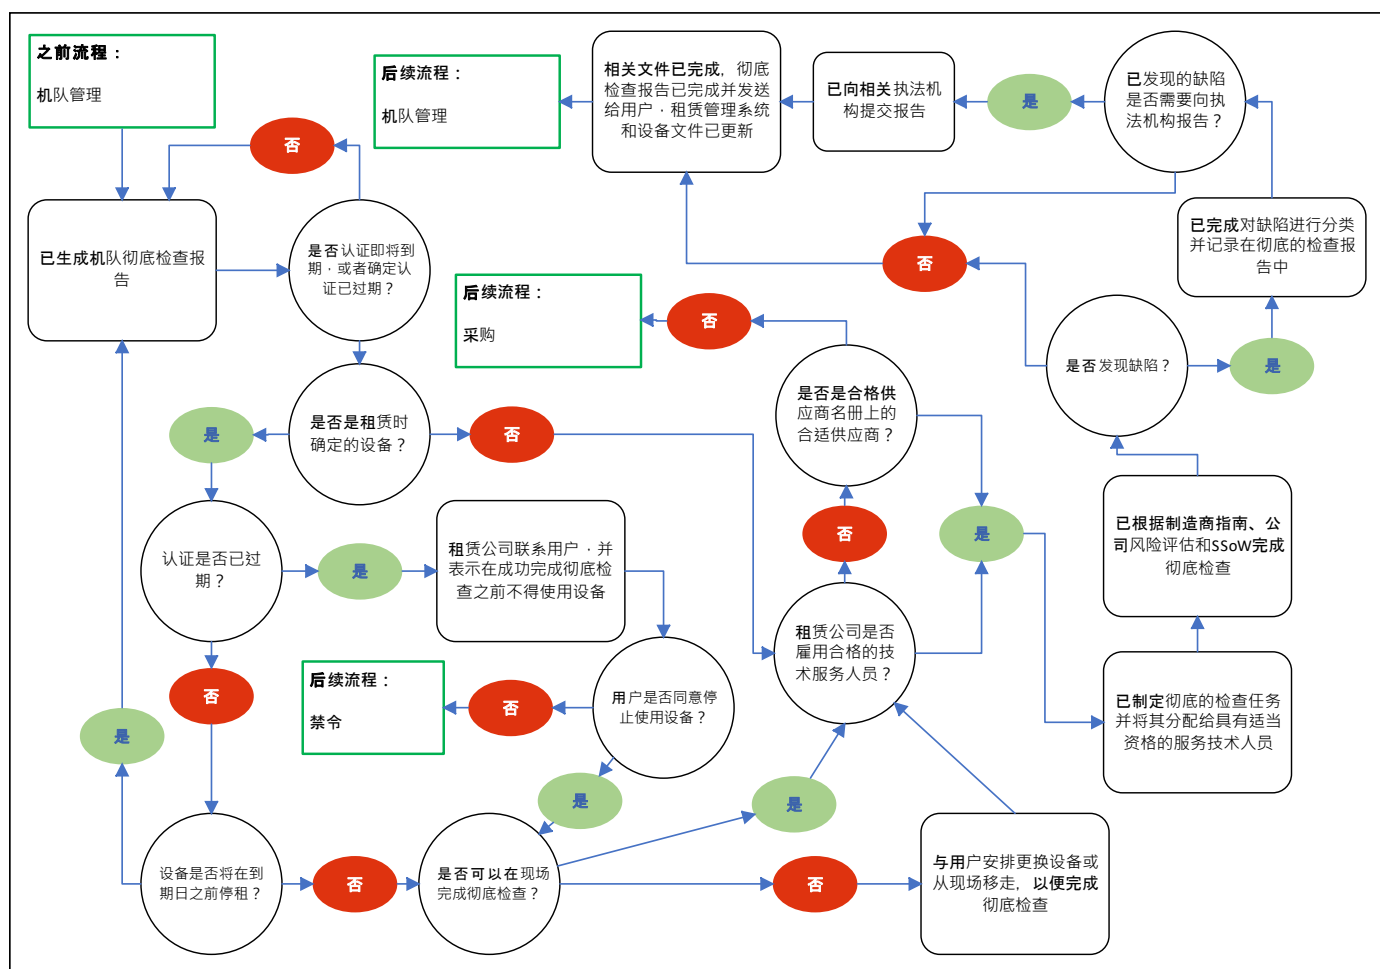 之前流程：
机队管理
后续流程：
机队管理
相关文件已完成，彻底
检查报告已完成并发送
给用户，租赁管理系统
和设备文件已更新
已向相关执法机
构提交报告
是
已发现的缺陷
是否需要向执
法机构报告？
否
已生成机队彻底检查报
告
是否认证即将到
期，或者确定认
证已过期？
已完成对缺陷进行分类
并记录在彻底的检查报
告中
否
后续流程：
采购
否
是否是合格供
应商名册上的
合适供应商？
是否发现缺陷？
是
是
是否是租赁时
确定的设备？
否
认证是否已过
期？
是
租赁公司联系用户，并
表示在成功完成彻底检
查之前不得使用设备
否
是
已根据制造商指南、公
司风险评估和SSoW完成
彻底检查
租赁公司是否
雇用合格的技
术服务人员？
否
后续流程：
禁令
否
用户是否同意停
止使用设备？
已制定彻底的检查任务
并将其分配给具有适当
资格的服务技术人员
是
是
是
设备是否将在到
期日之前停租？
否
是否可以在现场
完成彻底检查？
否
与用户安排更换设备或
从现场移走，以便完成
彻底检查